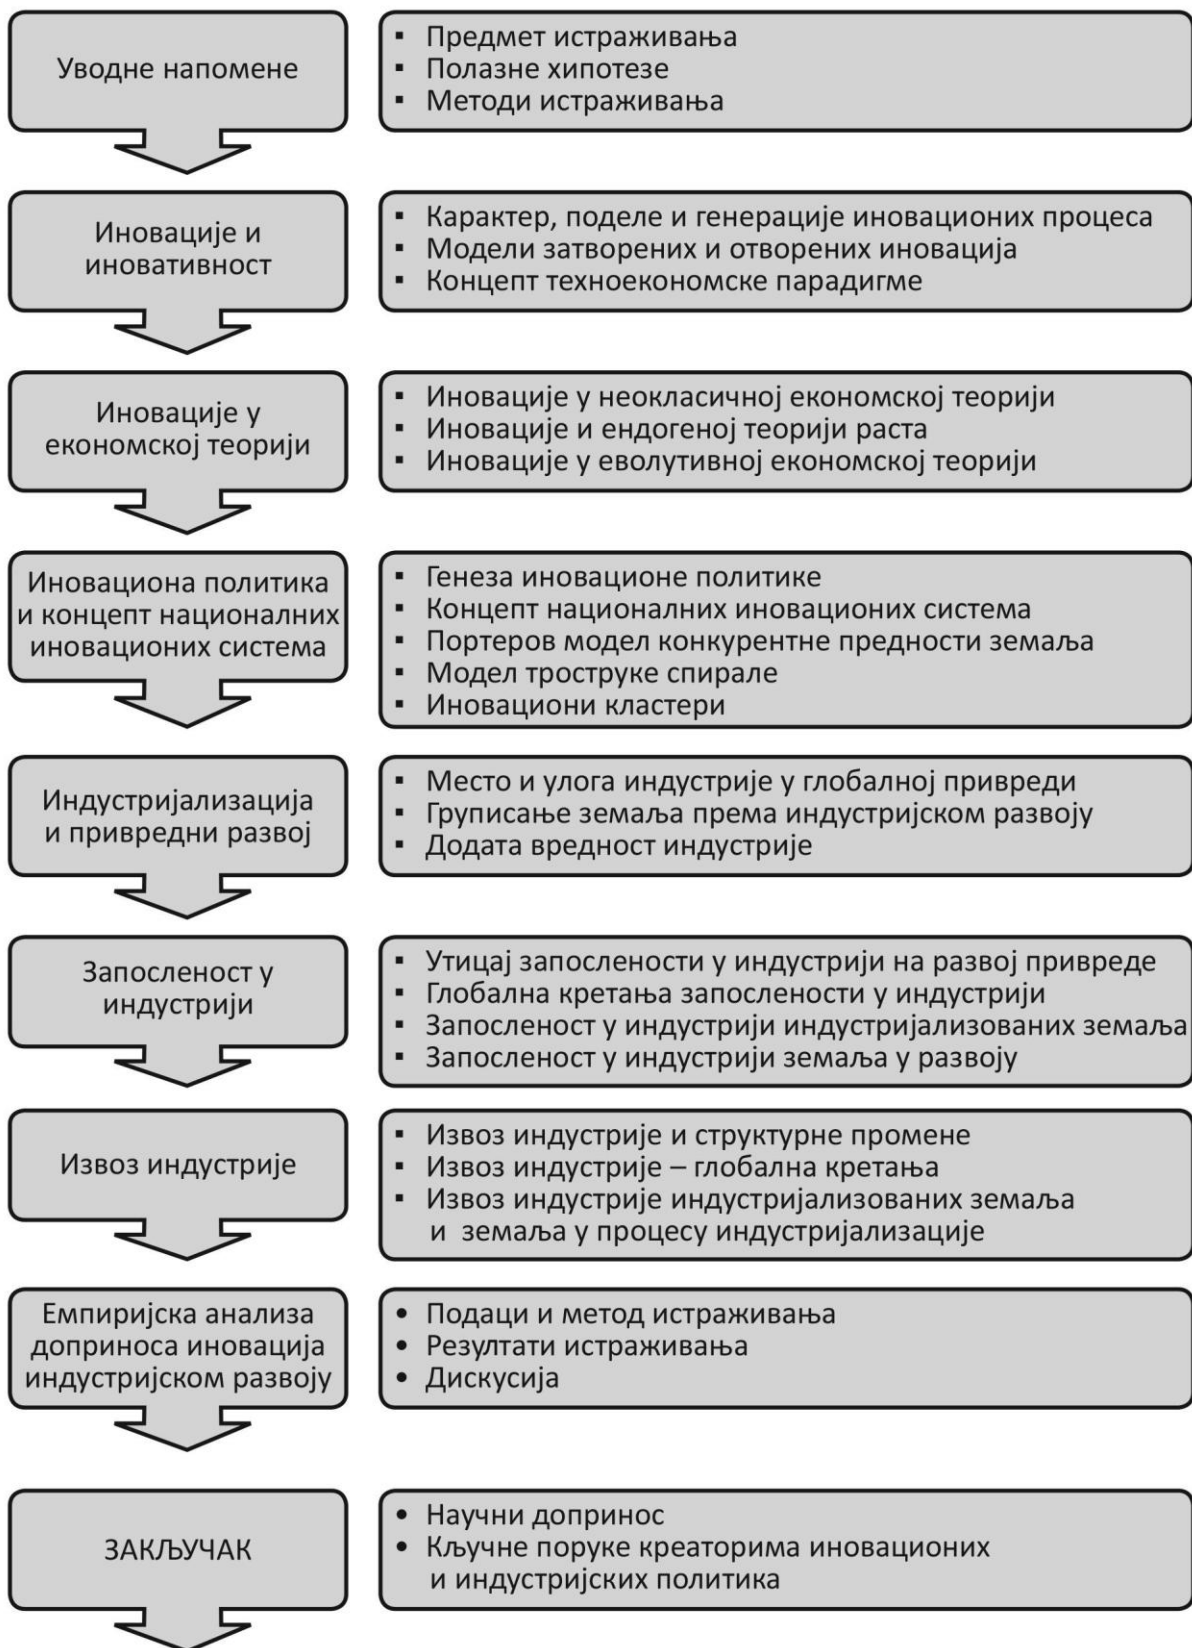 Уводне напомене
▪ Предмет истраживања
▪ Полазне хипотезе
▪ Методи истраживања
Иновације и
иновативност
▪ Карактер, поделе и генерације иновационих процеса
▪ Модели затворених и отворених иновација
▪ Концепт техноекономске парадигме
Иновације у
економској теорији
▪ Иновације у неокласичној економској теорији
▪ Иновације и ендогеној теорији раста
▪ Иновације у еволутивној економској теорији
Иновациона политика
и концепт националних
иновационих система
▪ Генеза иновационе политике
▪ Концепт националних иновационих система
▪ Портеров модел конкурентне предности земаља
▪ Модел троструке спирале
▪ Иновациони кластери
Индустријализација
и привредни развој
▪ Место и улога индустрије у глобалној привреди
▪ Груписање земаља према индустријском развоју
▪ Додата вредност индустрије
Запосленост у
индустрији
▪ Утицај запослености у индустрији на развој привреде
▪ Глобална кретања запослености у индустрији
▪ Запосленост у индустрији индустријализованих земаља
▪ Запосленост у индустрији земаља у развоју
Извоз индустрије
▪ Извоз индустрије и структурне промене
▪ Извоз индустрије – глобална кретања
▪ Извоз индустрије индустријализованих земаља
и земаља у процесу индустријализације
Емпиријска анализа
доприноса иновација
индустријском развоју
• Подаци и метод истраживања
• Резултати истраживања
• Дискусија
ЗАКЉУЧАК
• Научни допринос
• Кључне поруке креаторима иновационих
и индустријских политика